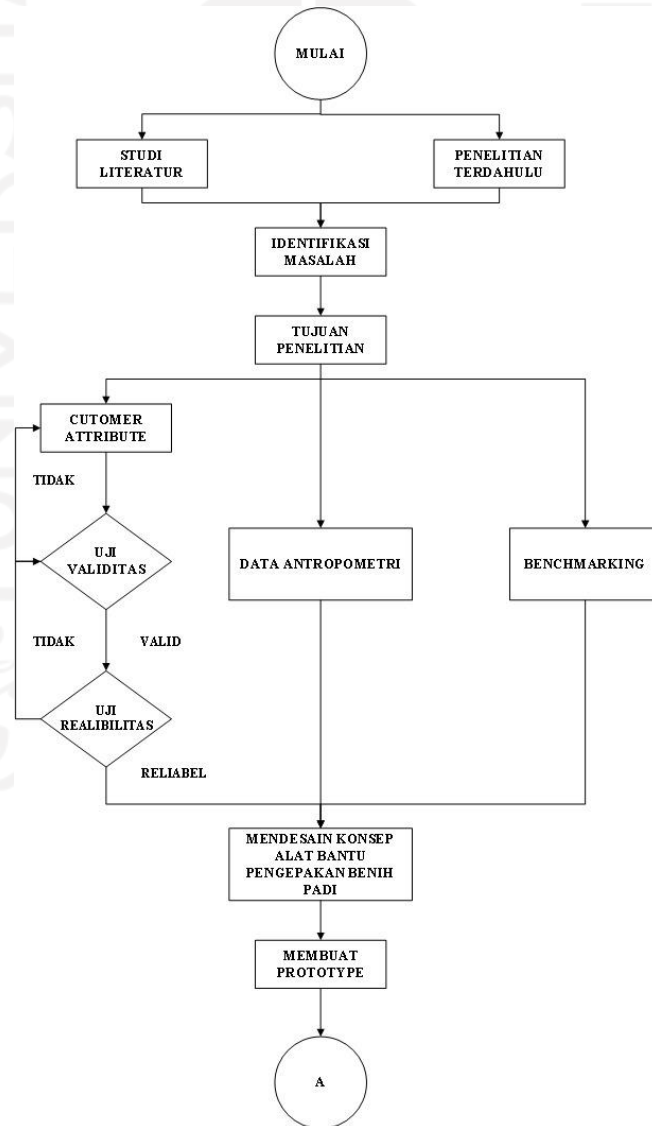 MULAI
STUDI
LITERATUR
PENELITIAN
TERDAHULU
IDENTIFIKASI
MASALAH
TUJUAN
PENELITIAN
CUTOMER
ATTRIBUTE
TIDAK
UJI
VALIDITAS
DATA ANTROPOMETRI
BENCHMARKING
TIDAK
VALID
UJI
REALIBILITAS
RELIABEL
MENDESAIN KONSEP
ALAT BANTU
PENGEPAKAN BENIH
PADI
MEMBUAT
PROTOTYPE
A